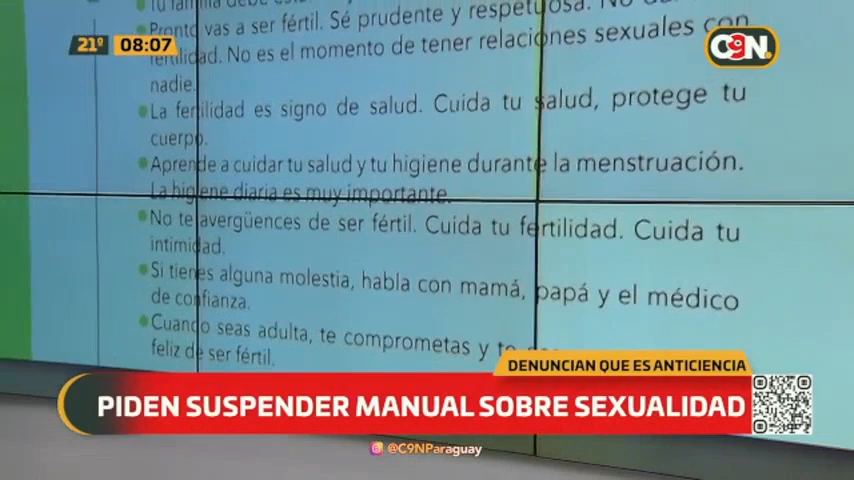 21º 08:07
C9N.
Tu familia debe
Pronto vas a ser fértil. Sé prudente y respetuosa. No
fertilidad. No es el momento de tener relaciones sexuales con
nadie.
La fertilidad es signo de salud. Cuida tu salud, protege tu
cuerpo.
Aprende a cuidar tu salud y tu higiene durante la menstruación.
La higiene diaria es muy importante.
No te avergüences de ser fértil. Cuida tu fertilidad. Cuida tu
intimidad.
Si tienes alguna molestia, habla con mamá, papá y el médico
de confianza.
Cuando seas adulta, te comprometas y
feliz de ser fértil.
DENUNCIAN QUE ES ANTICIENCIA
PIDEN SUSPENDER MANUAL SOBRE SEXUALIDAD
@C9NParaguay